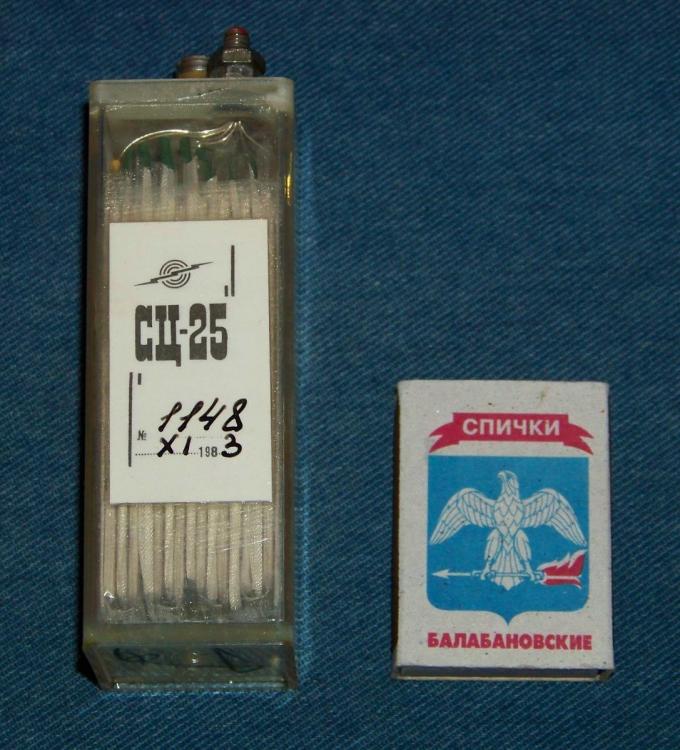 СЦ-25
№ 1148
XI 1983
СПИЧКИ
БАЛАБАНОВСКИЕ